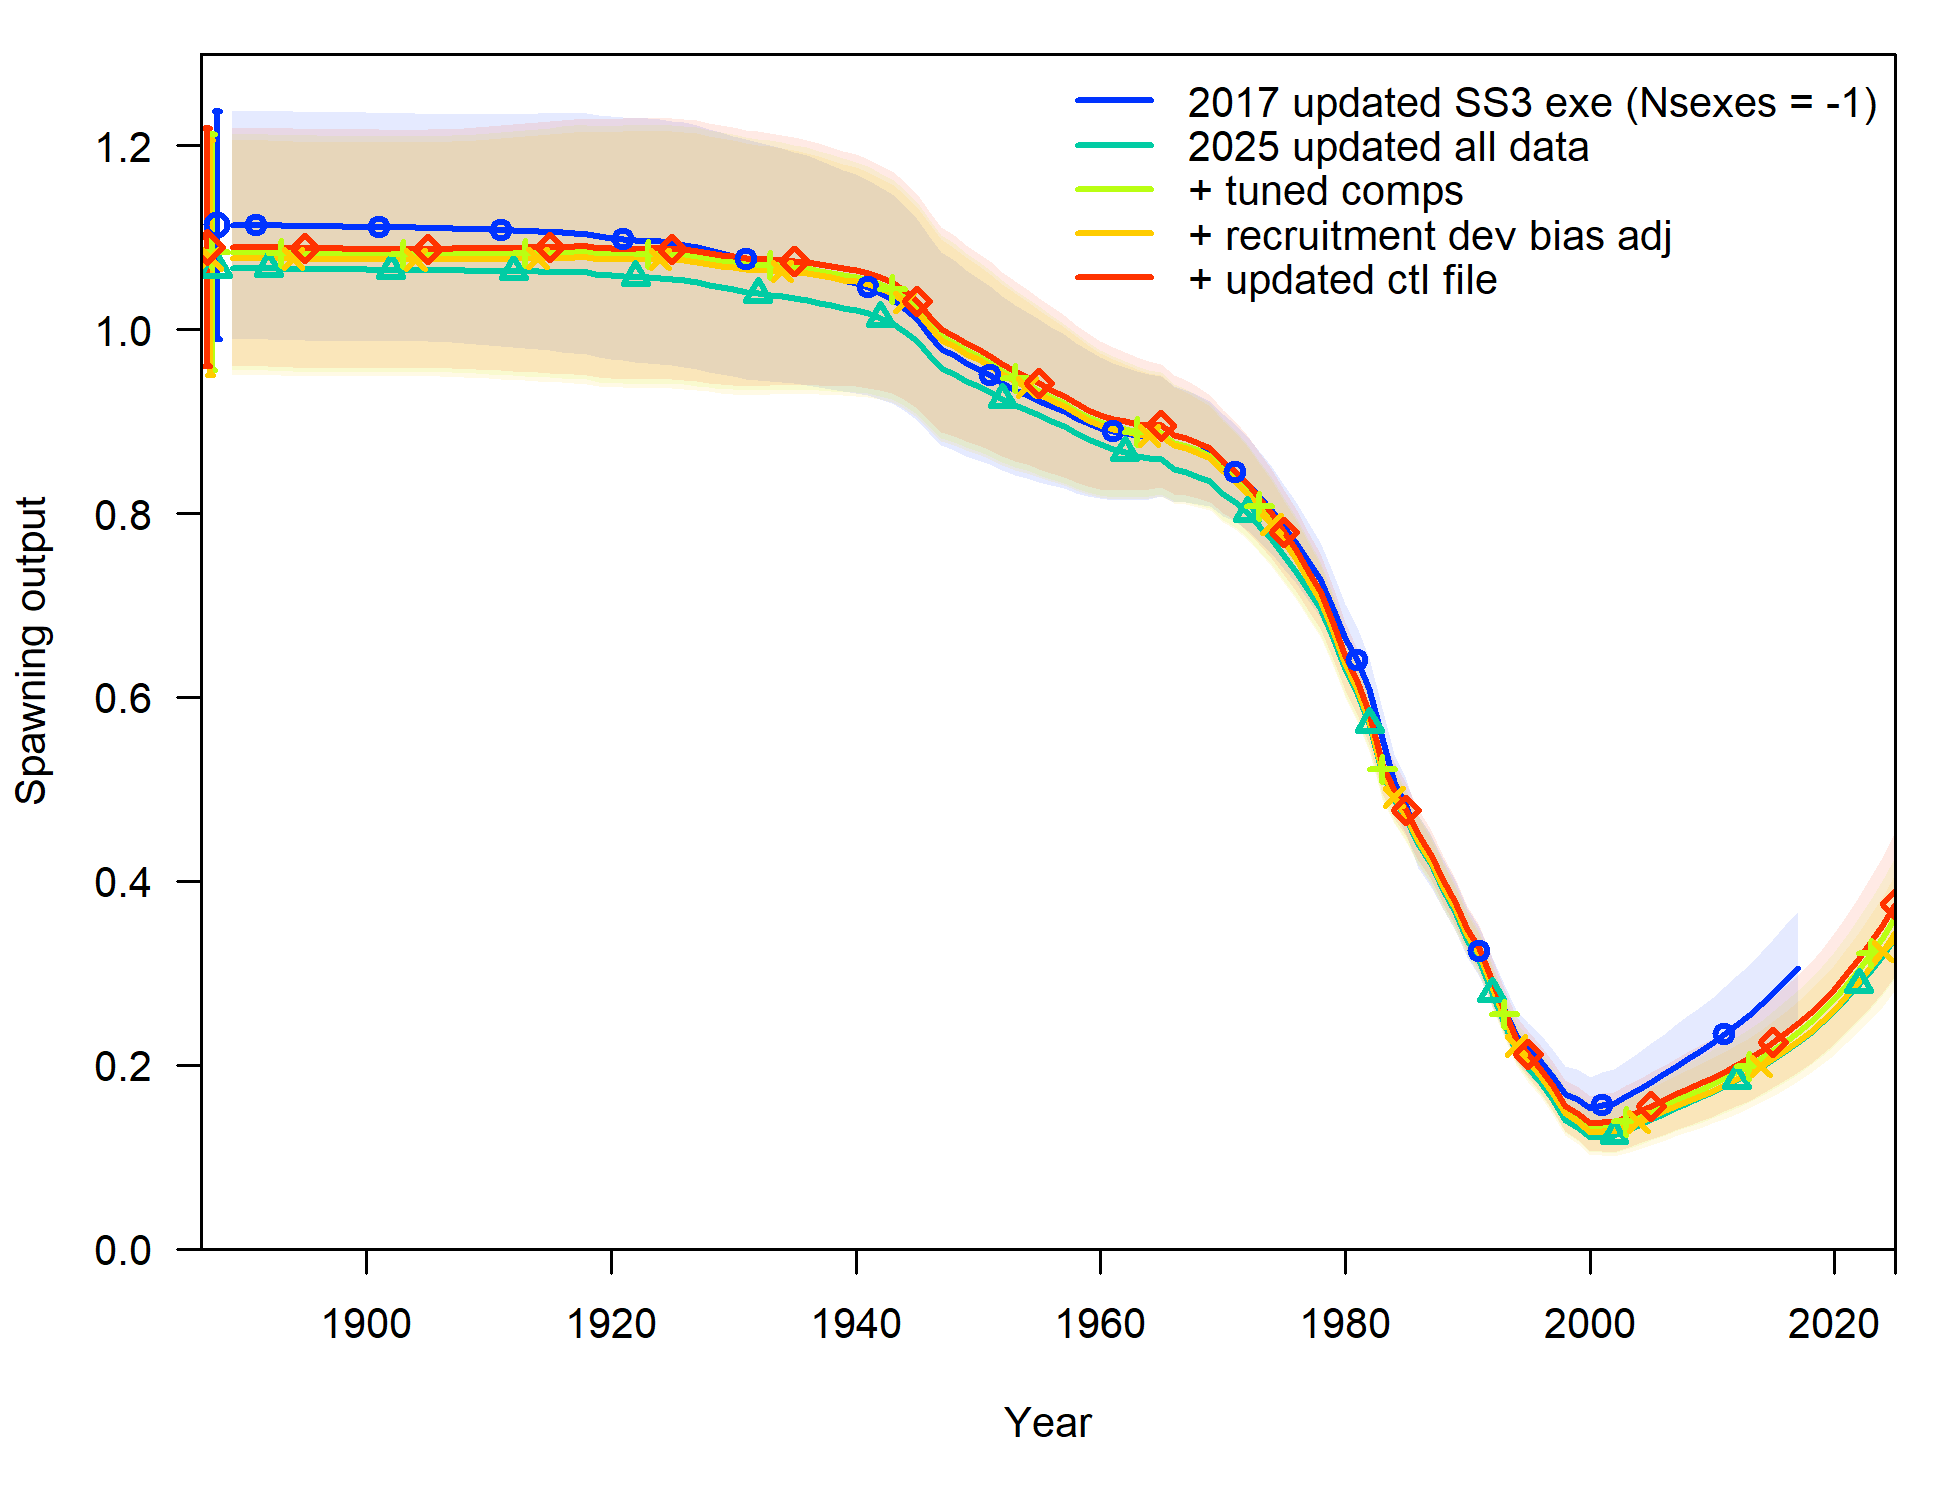 2017 updated SS3 exe (Nsexes = -1)
2025 updated all data
+ tuned comps
+ recruitment dev bias adj
+ updated ctl file
Spawning output
1.2
1.0
0.8
0.6
0.4
0.2
0.0
1900 1920 1940 1960 1980 2000 2020
Year